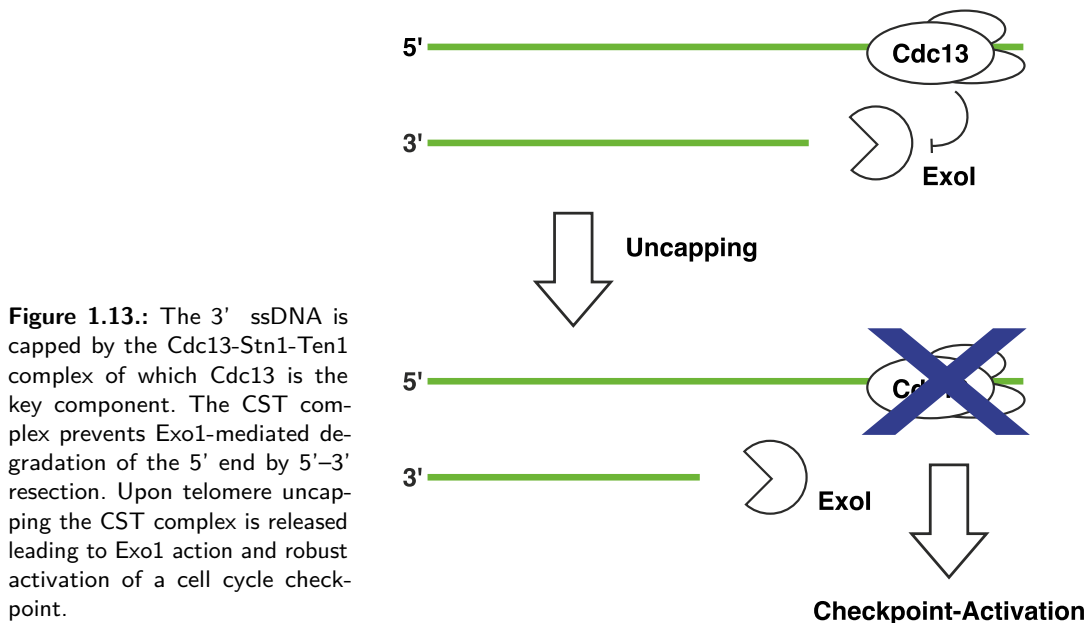 5'
Cdc13
3'
ExoI
Uncapping
Figure 1.13.: The 3' ssDNA is
capped by the Cdc13-Stn1-Ten1
complex of which Cdc13 is the
key component. The CST com-
plex prevents Exo1-mediated de-
gradation of the 5' end by 5'–3'
resection. Upon telomere uncap-
ping the CST complex is released
leading to Exo1 action and robust
activation of a cell cycle check-
point.
5'
3'
ExoI
Checkpoint-Activation